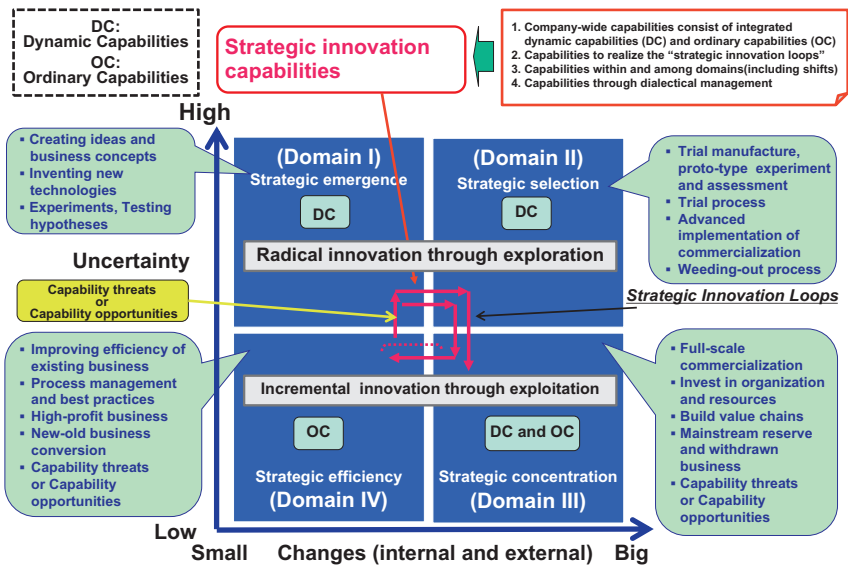 DC:
Dynamic Capabilities
OC:
Ordinary Capabilities
Strategic innovation
capabilities
1. Company-wide capabilities consist of integrated
dynamic capabilities (DC) and ordinary capabilities (OC)
2. Capabilities to realize the “strategic innovation loops”
3. Capabilities within and among domains(including shifts)
4. Capabilities through dialectical management
High
▪ Creating ideas and
business concepts
▪ Inventing new
technologies
▪ Experiments, Testing
hypotheses
(Domain I)
Strategic emergence
DC
(Domain II)
Strategic selection
DC
▪ Trial manufacture,
proto-type experiment
and assessment
▪ Trial process
▪ Advanced
implementation of
commercialization
▪ Weeding-out process
Uncertainty
Radical innovation through exploration
Capability threats
or
Capability opportunities
Strategic Innovation Loops
▪ Improving efficiency of
existing business
▪ Process management
and best practices
▪ High-profit business
▪ New-old business
conversion
▪ Capability threats
or Capability
opportunities
Incremental innovation through exploitation
OC
Strategic efficiency
(Domain IV)
DC and OC
Strategic concentration
(Domain III)
▪ Full-scale
commercialization
▪ Invest in organization
and resources
▪ Build value chains
▪ Mainstream reserve
and withdrawn
business
▪ Capability threats
or Capability
opportunities
Low
Small Changes (internal and external) Big